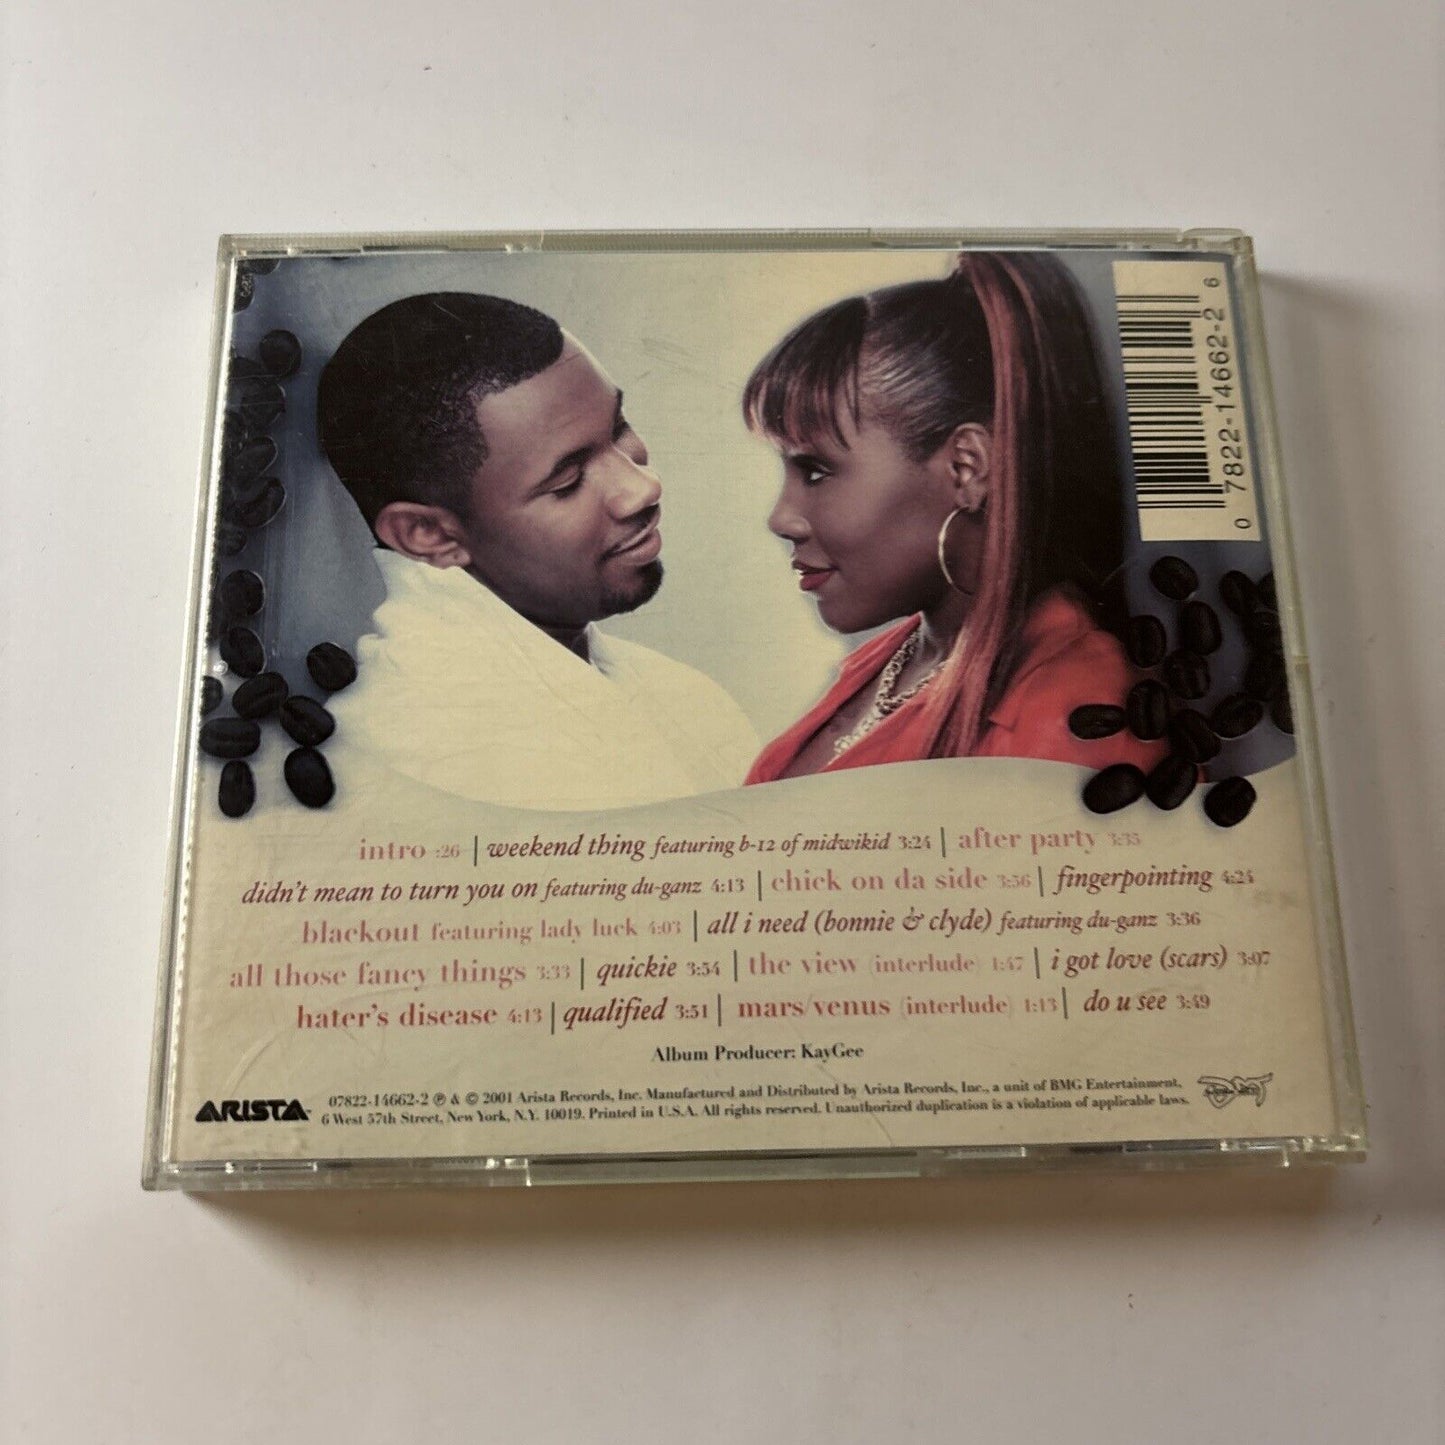 0 7822-14662-2 6
intro :26 | weekend thing featuring b-12 of midwikid 3:24 | after party 3:35
didn't mean to turn you on featuring du-ganz 4:13 | chick on da side 3:56 | fingerpointing 4:24
blackout featuring lady luck 4:03 | all i need (bonnie & clyde) featuring du-ganz 3:36
all those fancy things 3:33 | quickie 3:54 | the view (interlude) 1:47 | i got love (scars) 3:07
hater's disease 4:13 | qualified 3:51 | mars/venus (interlude) 1:13 | do u see 3:49
Album Producer: KayGee
ARISTA
07822-14662-2 ℗ & © 2001 Arista Records, Inc. Manufactured and Distributed by Arista Records, Inc., a unit of BMG Entertainment,
6 West 57th Street, New York, N.Y. 10019. Printed in U.S.A. All rights reserved. Unauthorized duplication is a violation of applicable laws.